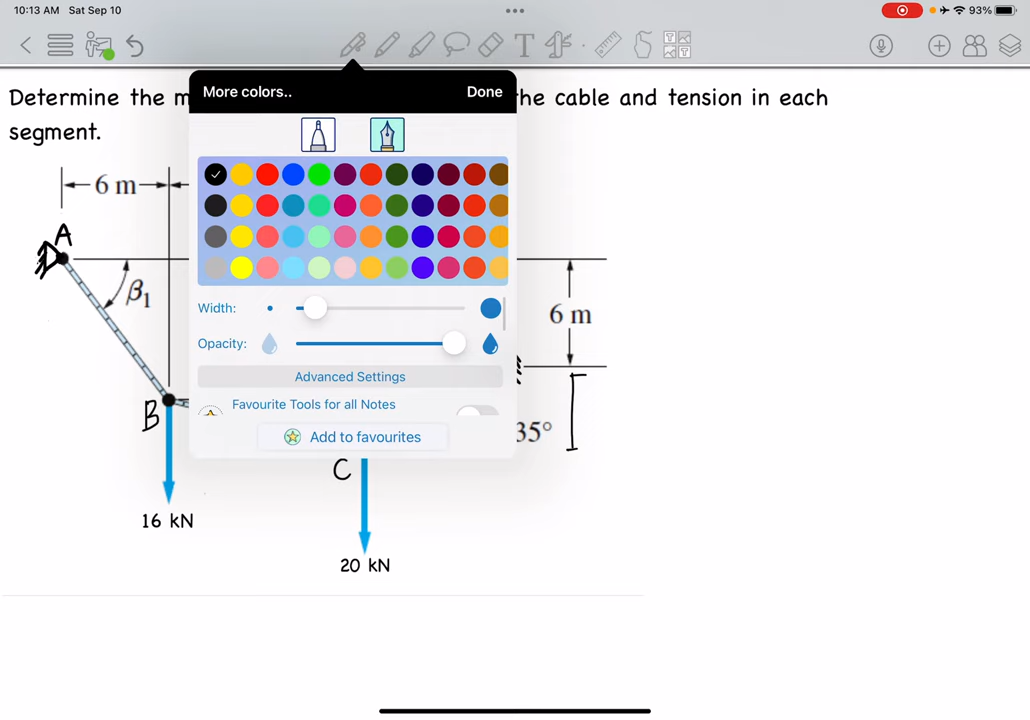 10:13 AM Sat Sep 10
93%
Determine the m
he cable and tension in each
segment.
More colors..
Done
6 m
A
β1
Width:
Opacity:
Advanced Settings
Favourite Tools for all Notes
Add to favourites
6 m
B
35°
C
16 kN
20 kN